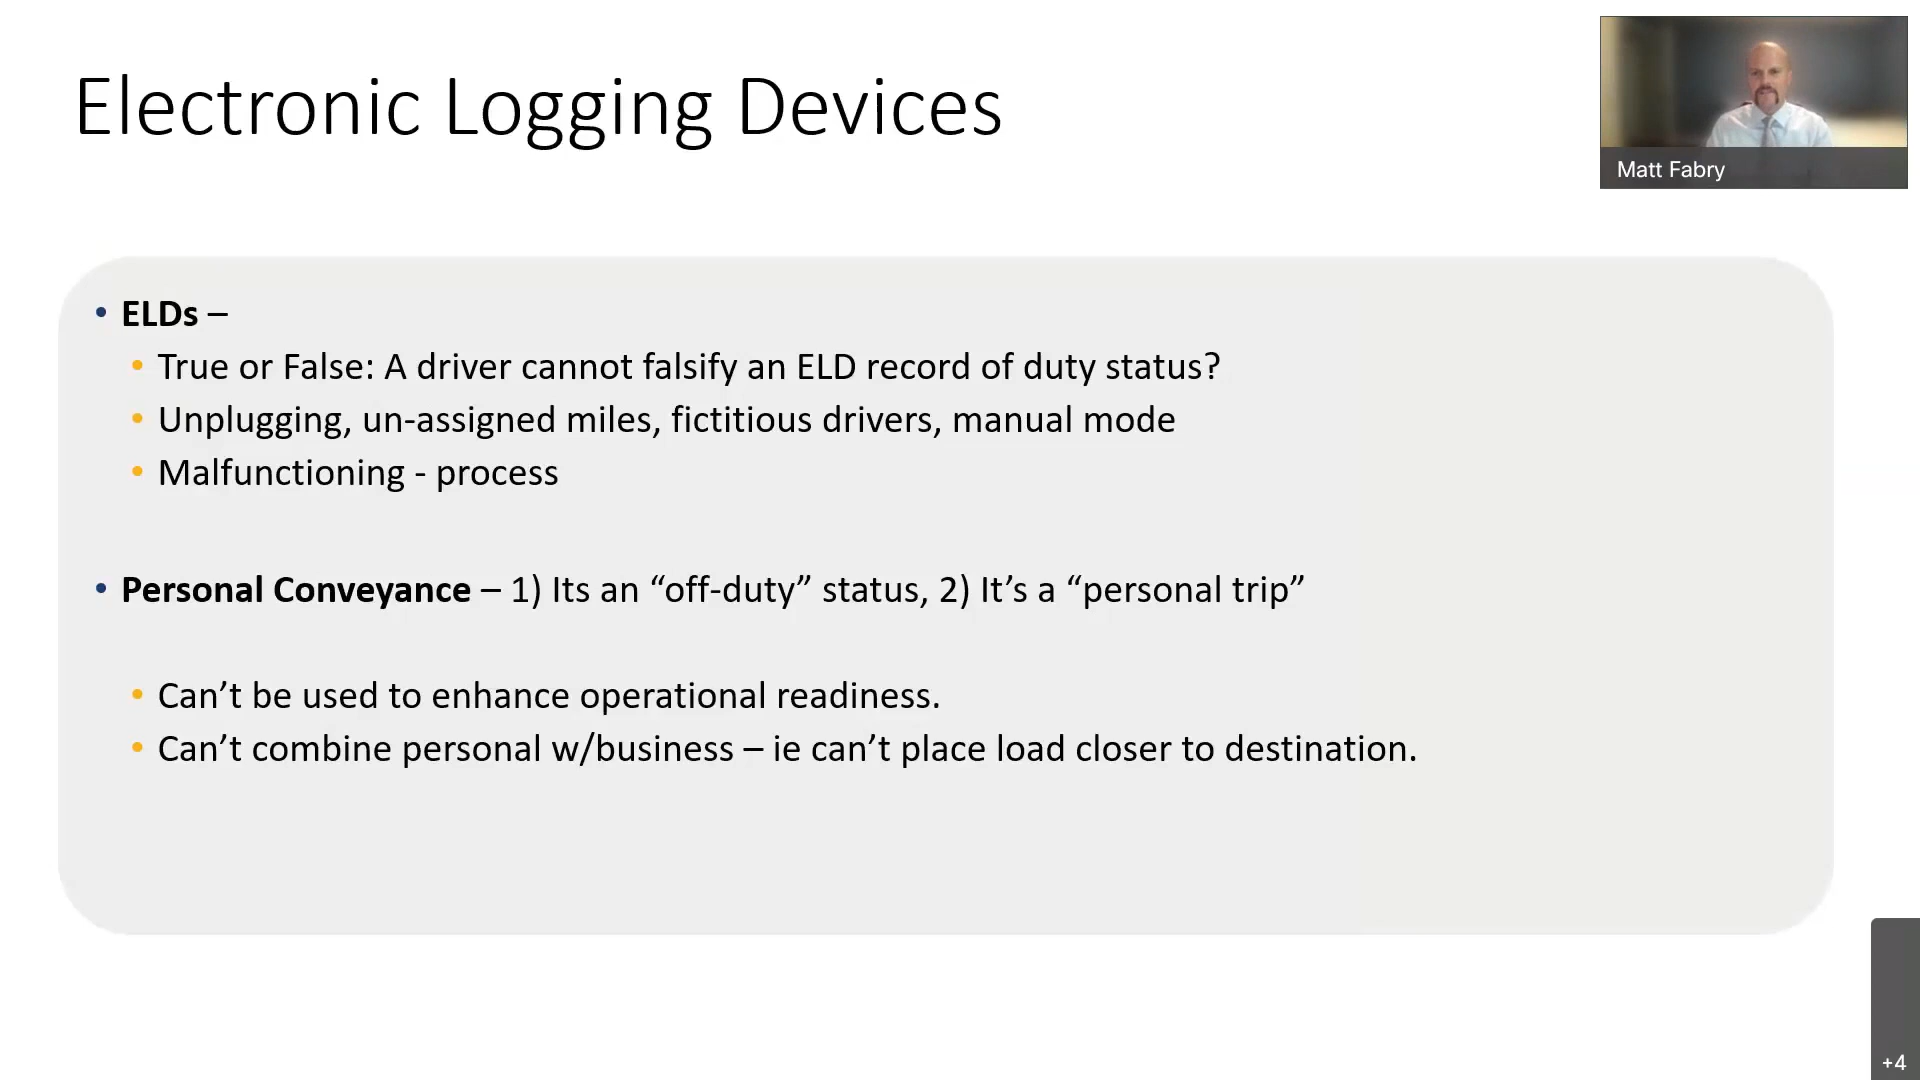 Electronic Logging Devices
Matt Fabry
• ELDs –
• True or False: A driver cannot falsify an ELD record of duty status?
• Unplugging, un-assigned miles, fictitious drivers, manual mode
• Malfunctioning - process
• Personal Conveyance – 1) Its an “off-duty” status, 2) It’s a “personal trip”
• Can’t be used to enhance operational readiness.
• Can’t combine personal w/business – ie can’t place load closer to destination.
+4